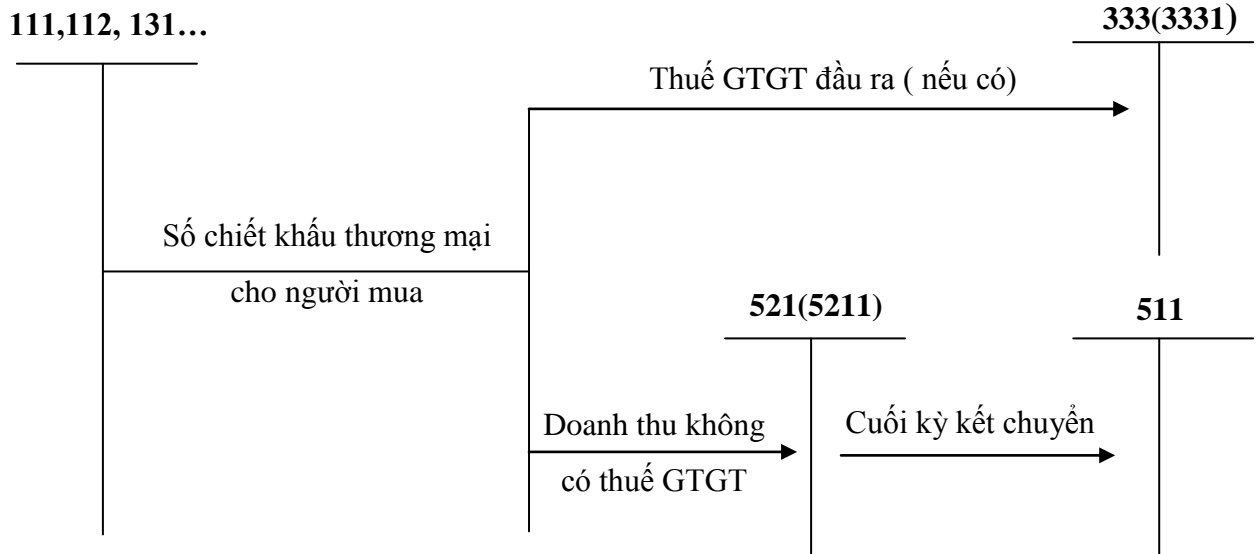 111,112, 131…
333(3331)
Thuế GTGT đầu ra ( nếu có)
Số chiết khấu thương mại
cho người mua
521(5211)
511
Doanh thu không
có thuế GTGT
Cuối kỳ kết chuyển